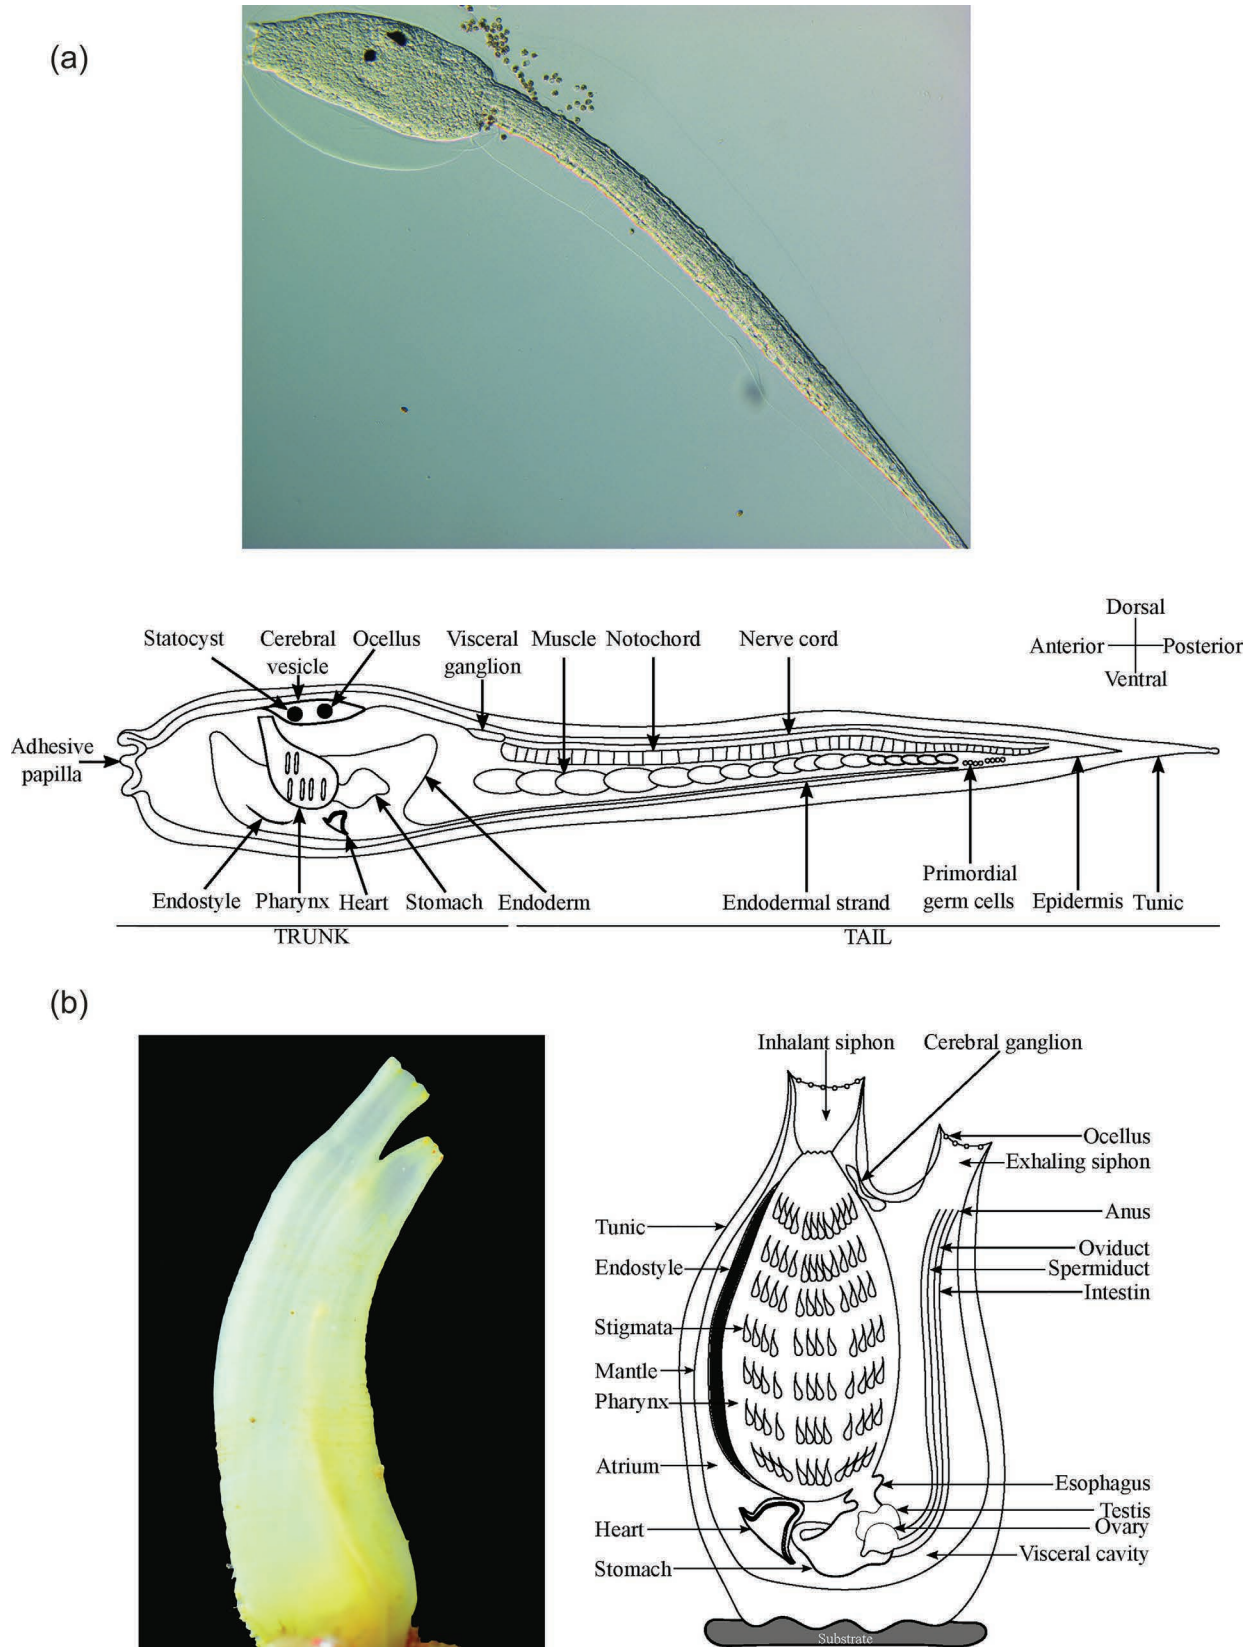 (a)
Dorsal
Anterior Posterior
Ventral
Statocyst Cerebral vesicle Ocellus Visceral ganglion Muscle Notochord Nerve cord
Adhesive papilla
Endostyle Pharynx Heart Stomach Endoderm Endodermal strand Primordial germ cells Epidermis Tunic
TRUNK TAIL
(b)
Inhalant siphon Cerebral ganglion
Ocellus
Exhaling siphon
Anus
Tunic
Oviduct
Endostyle Spermiduct
Intestin
Stigmata
Mantle
Pharynx
Atrium
Esophagus
Testis
Heart Ovary
Visceral cavity
Stomach
Substrate